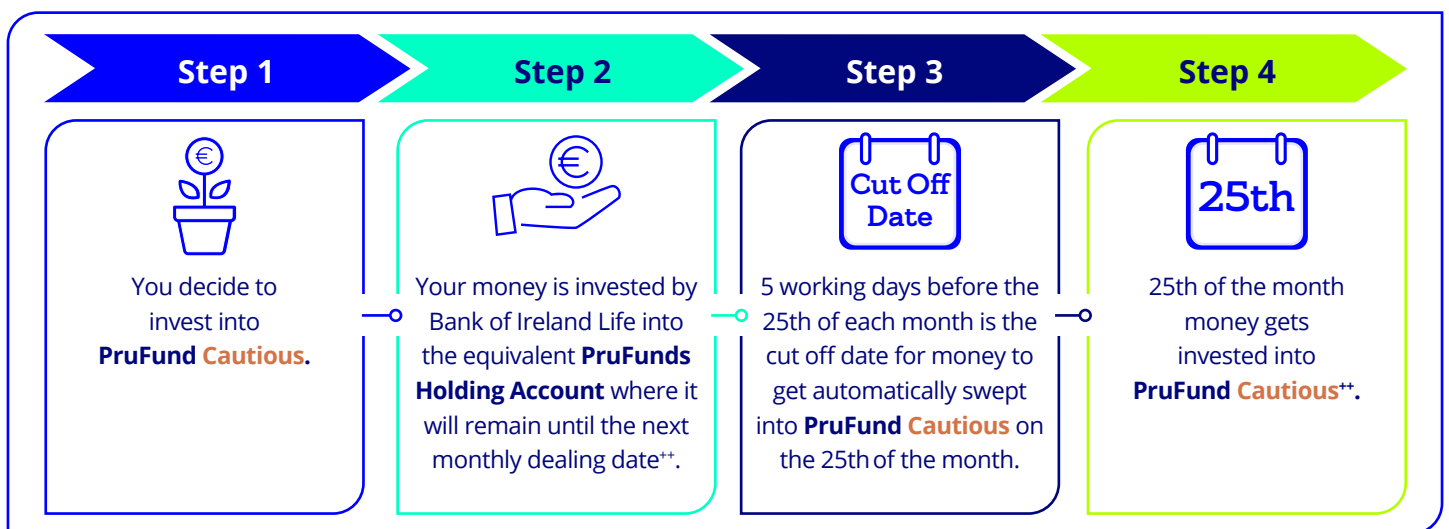 Step 1
Step 2
Step 3
Step 4
€
€
Cut Off
Date
25th
You decide to
invest into
PruFund Cautious.
Your money is invested by
Bank of Ireland Life into
the equivalent PruFunds
Holding Account where it
will remain until the next
monthly dealing date⁺⁺.
5 working days before the
25th of each month is the
cut off date for money to
get automatically swept
into PruFund Cautious on
the 25th of the month.
25th of the month
money gets
invested into
PruFund Cautious⁺⁺.